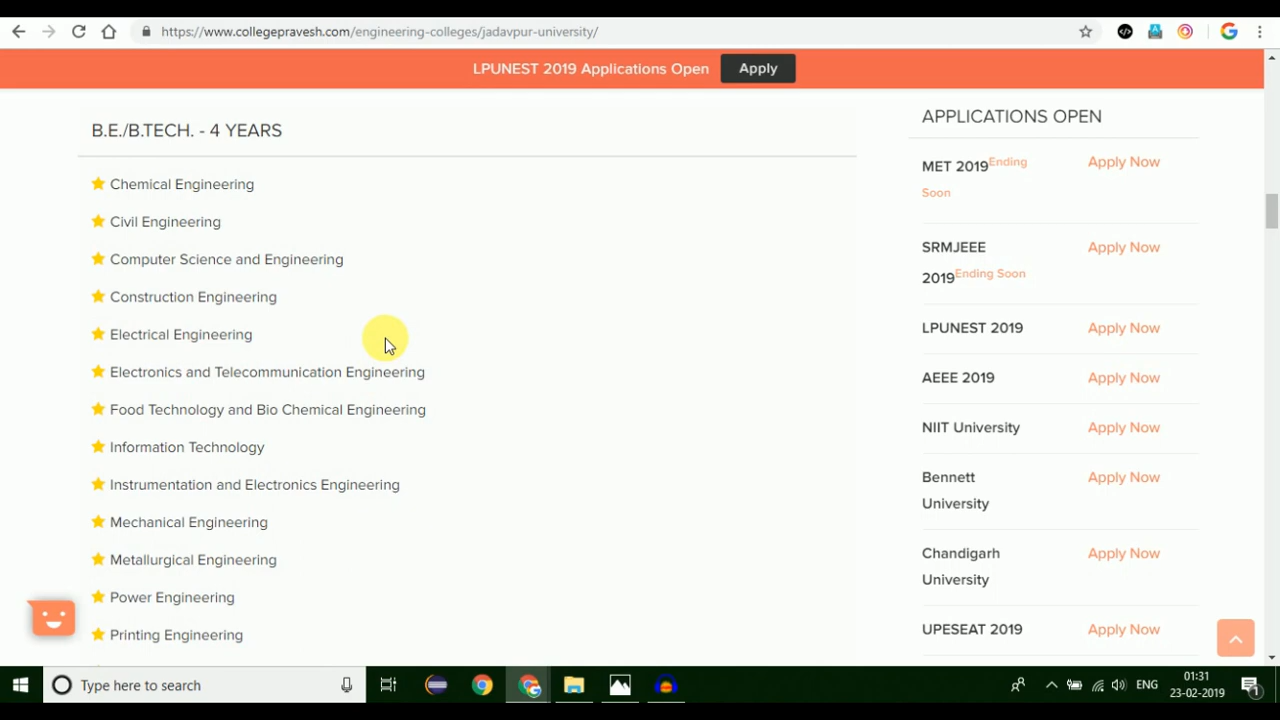 https://www.collegepravesh.com/engineering-colleges/jadavpur-university/
LPUNEST 2019 Applications Open
Apply
B.E./B.TECH. - 4 YEARS
Chemical Engineering
Civil Engineering
Computer Science and Engineering
Construction Engineering
Electrical Engineering
Electronics and Telecommunication Engineering
Food Technology and Bio Chemical Engineering
Information Technology
Instrumentation and Electronics Engineering
Mechanical Engineering
Metallurgical Engineering
Power Engineering
Printing Engineering
APPLICATIONS OPEN
MET 2019 Ending
Soon
Apply Now
SRMJEEE
2019 Ending Soon
Apply Now
LPUNEST 2019
Apply Now
AEEE 2019
Apply Now
NIIT University
Apply Now
Bennett
University
Apply Now
Chandigarh
University
Apply Now
UPESEAT 2019
Apply Now
Type here to search
ENG
01:31
23-02-2019
1